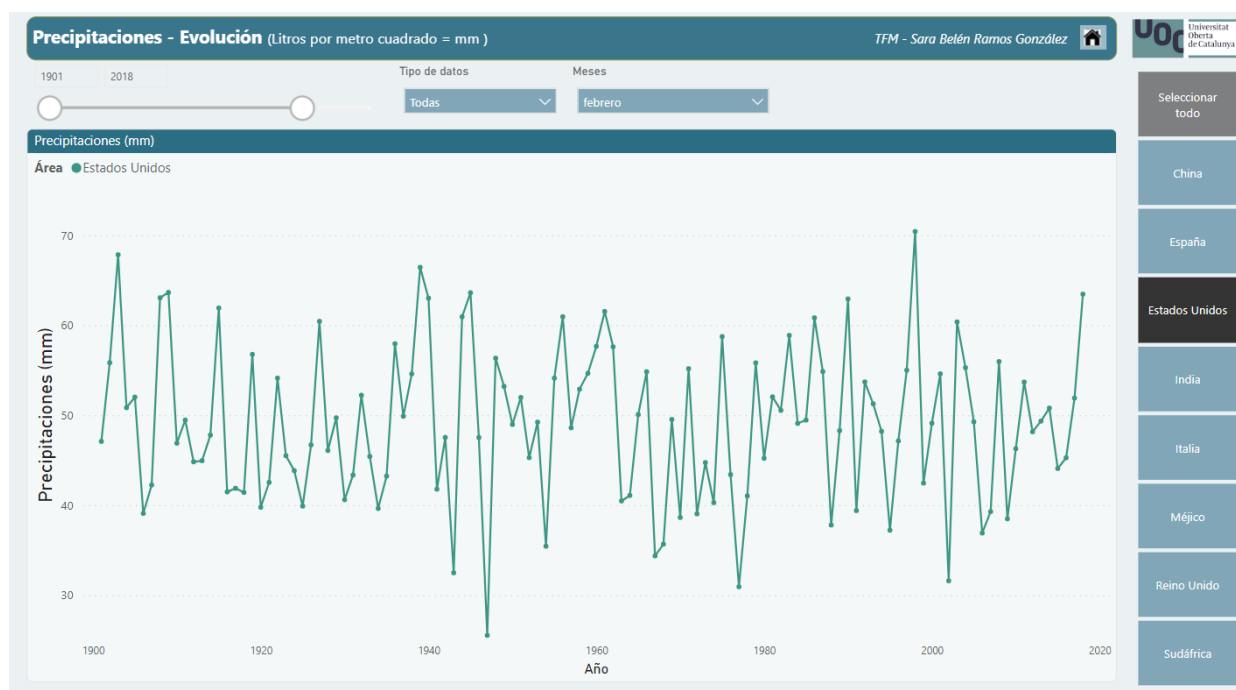 Precipitaciones - Evolución (Litros por metro cuadrado = mm )
TFM - Sara Belén Ramos González
UOC Universitat
Oberta
de Catalunya
1901
2018
Tipo de datos
Todas
Meses
febrero
Precipitaciones (mm)
Área Estados Unidos
Precipitaciones (mm)
70
60
50
40
30
1900
1920
1940
1960
1980
2000
2020
Año
Seleccionar
todo
China
España
Estados Unidos
India
Italia
Méjico
Reino Unido
Sudáfrica